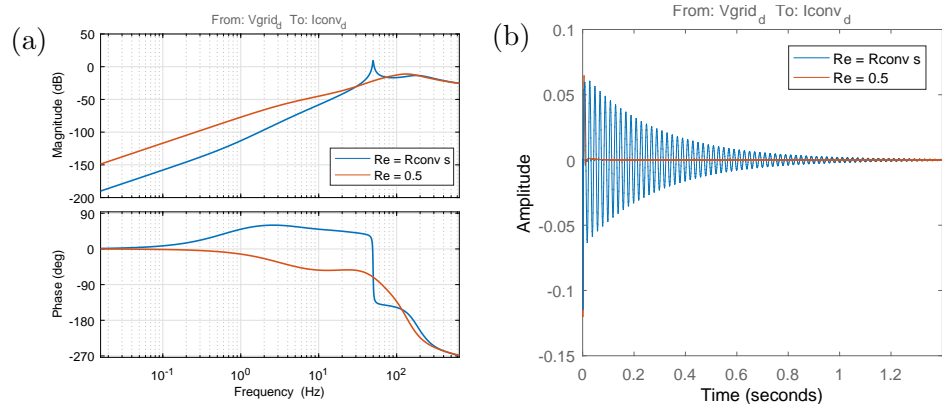 (a)
From: Vgrid_d To: Iconv_d
Magnitude (dB)
50
0
-50
-100
-150
-200
Re = Rconv s
Re = 0.5
Phase (deg)
90
0
-90
-180
-270
10^-1
10^0
10^1
10^2
Frequency (Hz)
(b)
From: Vgrid_d To: Iconv_d
Amplitude
0.1
0.05
0
-0.05
-0.1
-0.15
Re = Rconv s
Re = 0.5
0 0.2 0.4 0.6 0.8 1 1.2
Time (seconds)